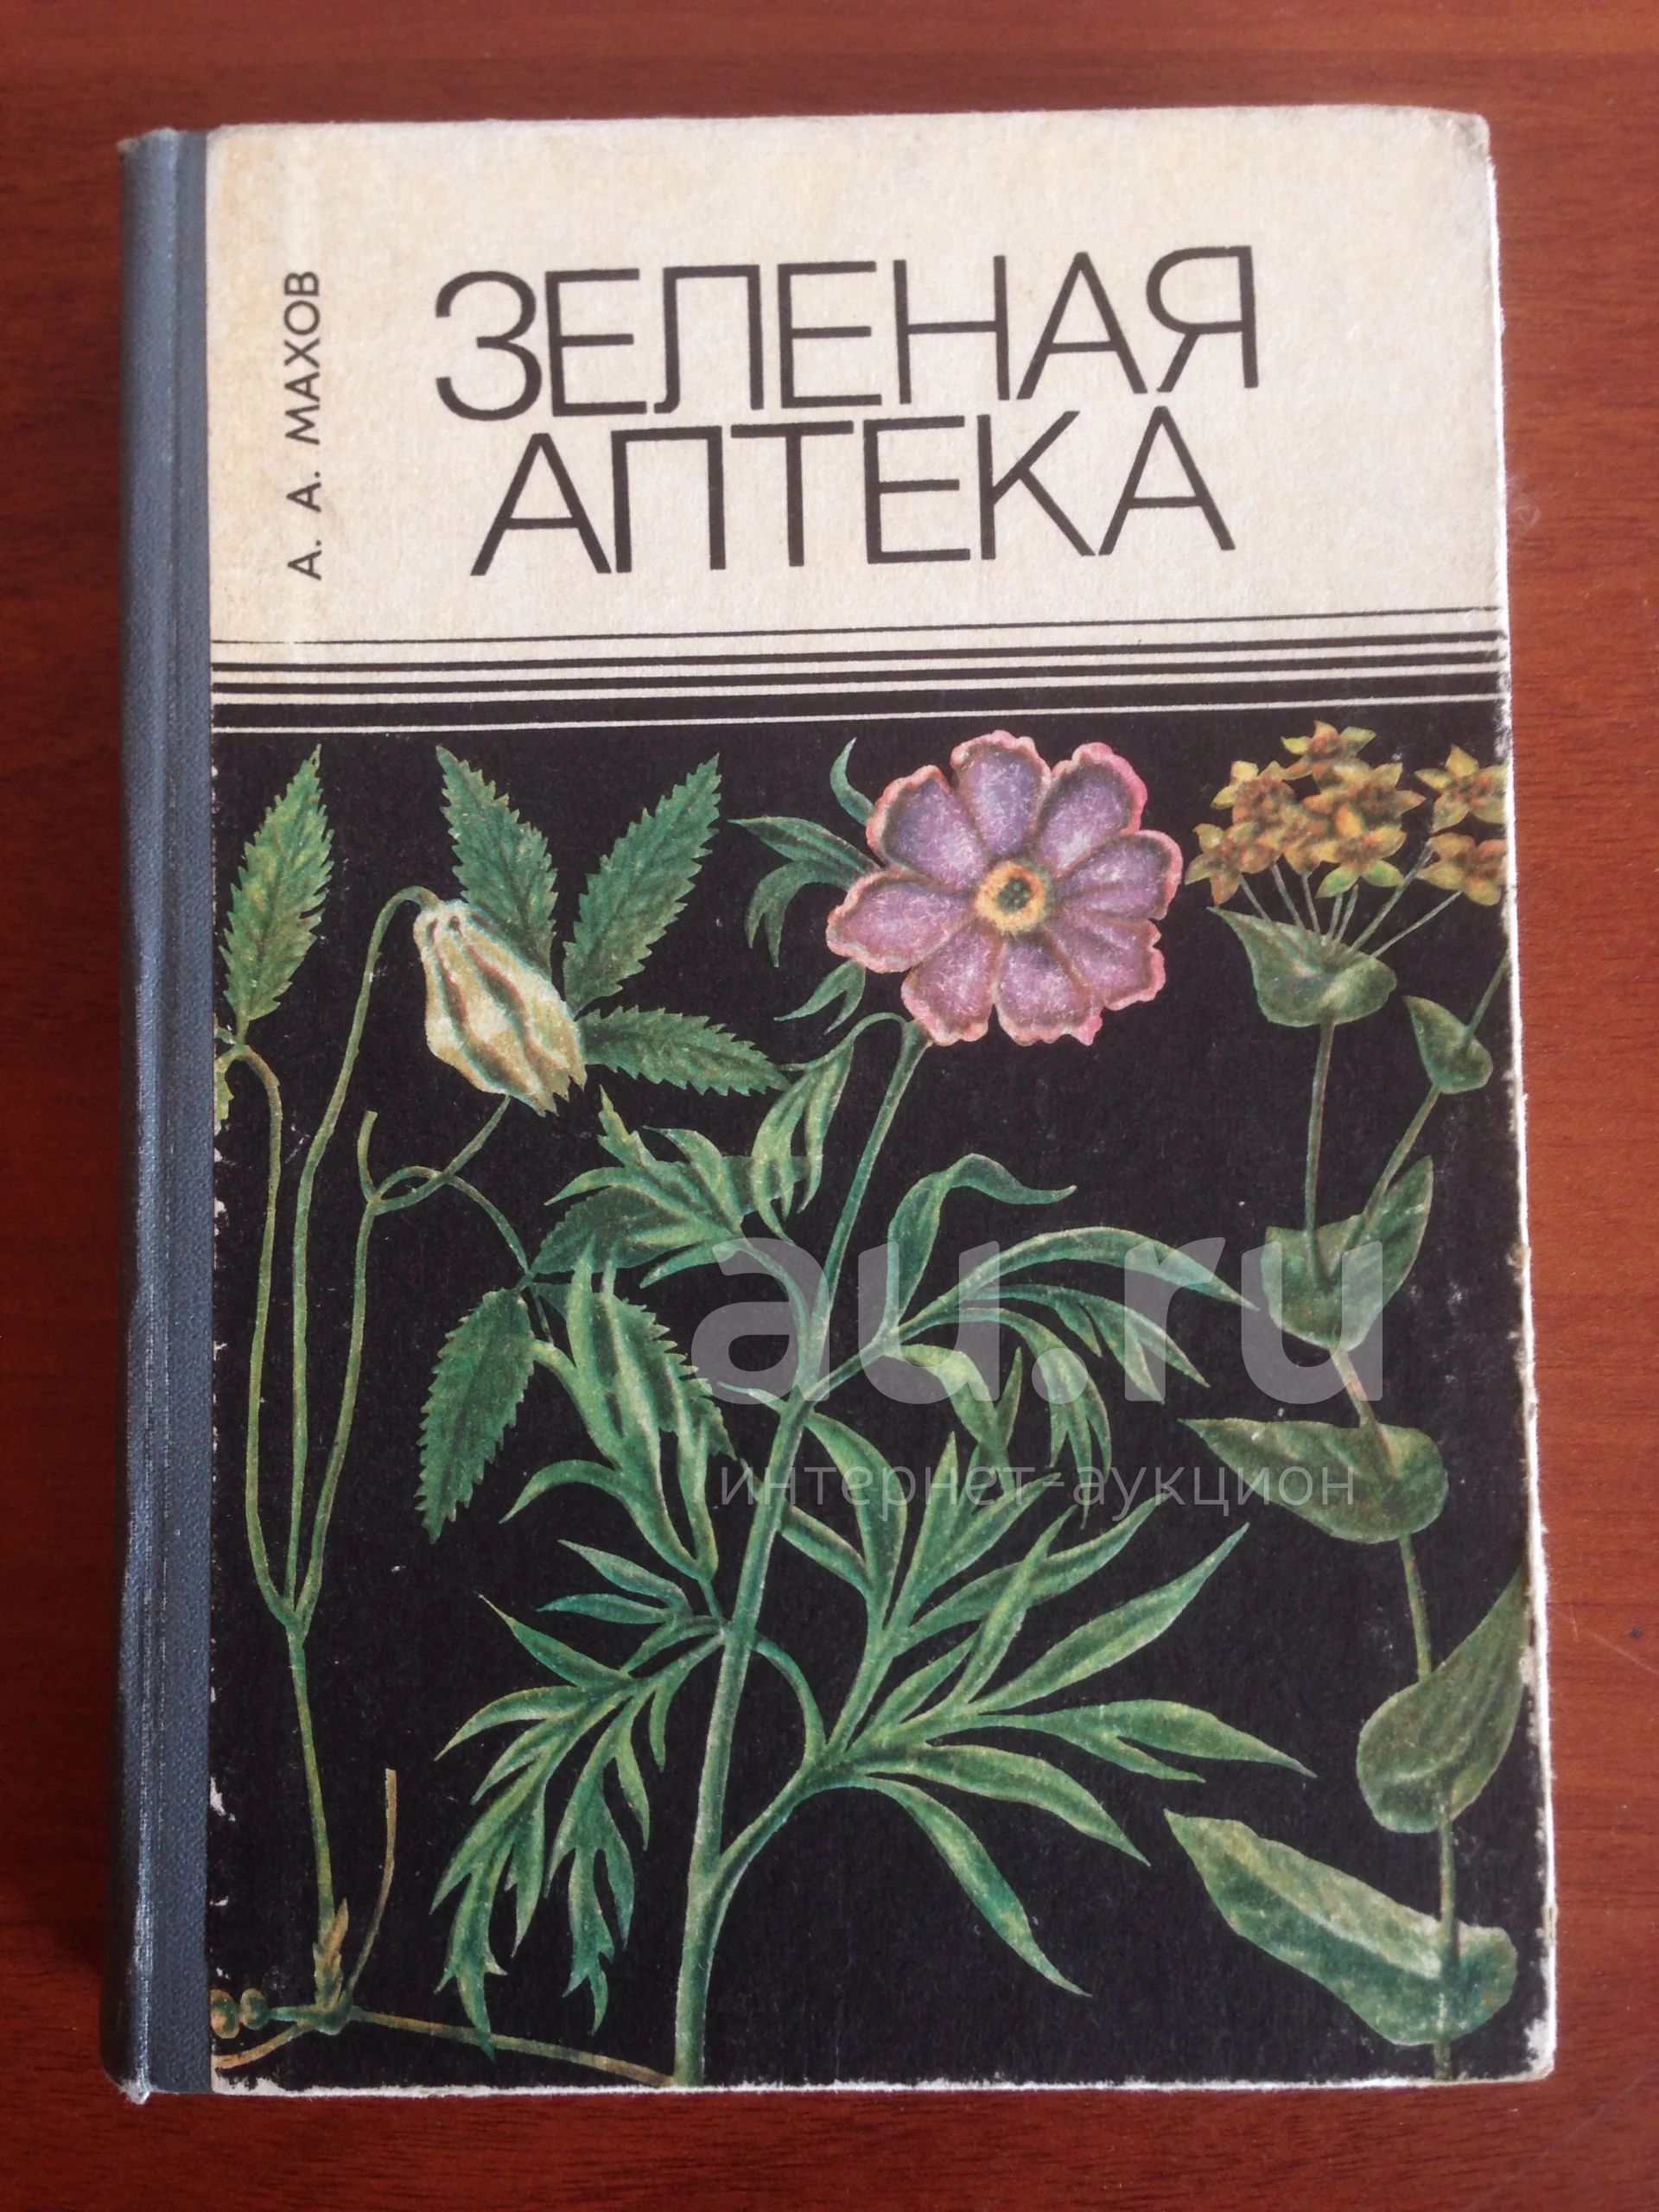 А. А. МАХОВ
ЗЕЛЕНАЯ
АПТЕКА
au.ru
интернет-аукцион